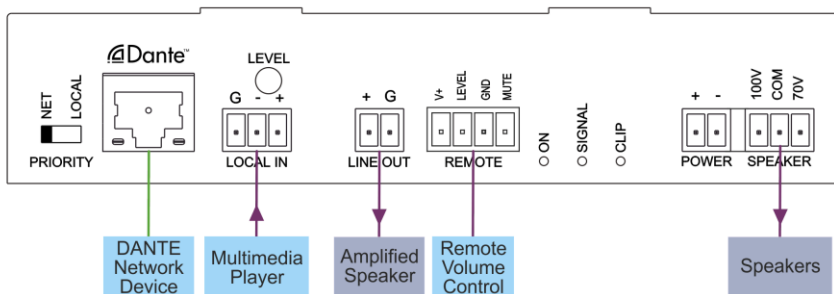 Dante™
NET
LOCAL
PRIORITY
LEVEL
G - +
LOCAL IN
+ G
LINE OUT
V+
LEVEL
GND
MUTE
REMOTE
ON
SIGNAL
CLIP
+ -
POWER
100V
COM
70V
SPEAKER
DANTE
Network
Device
Multimedia
Player
Amplified
Speaker
Remote
Volume
Control
Speakers